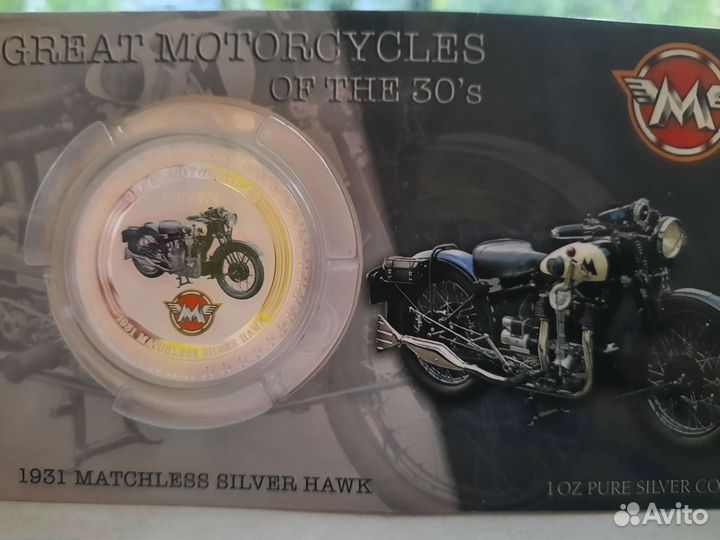 GREAT MOTORCYCLES
OF THE 30's
M
M
1931 MATCHLESS SILVER HAWK
1931 MATCHLESS SILVER HAWK
1 OZ PURE SILVER CO
Avito